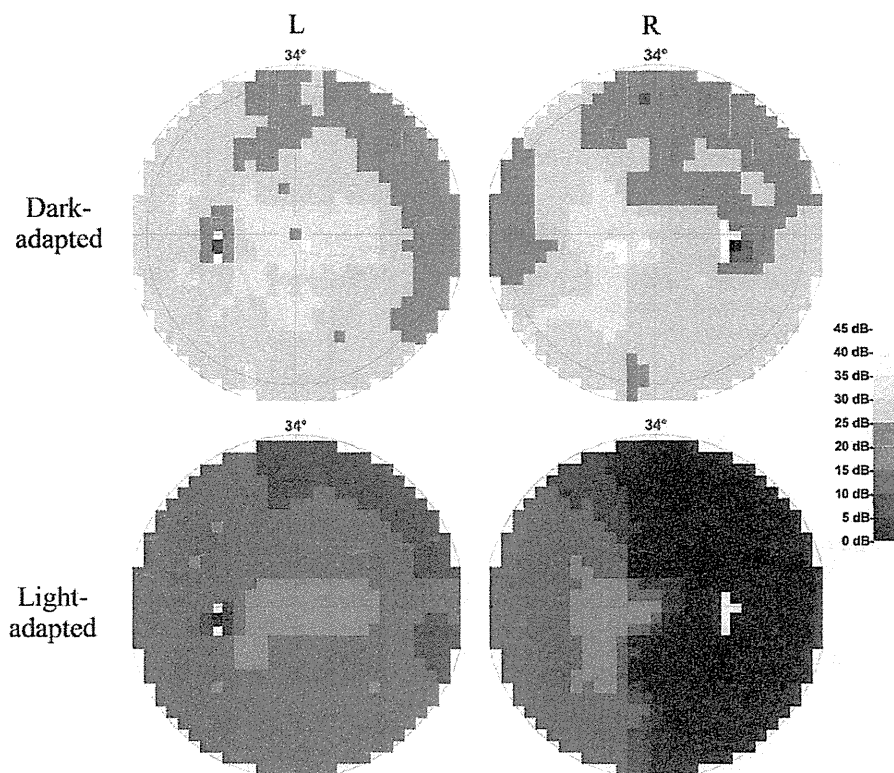 L
R
34°
34°
Dark-
adapted
45 dB-
40 dB-
35 dB-
30 dB-
25 dB-
20 dB-
15 dB-
10 dB-
5 dB-
0 dB-
34°
34°
Light-
adapted